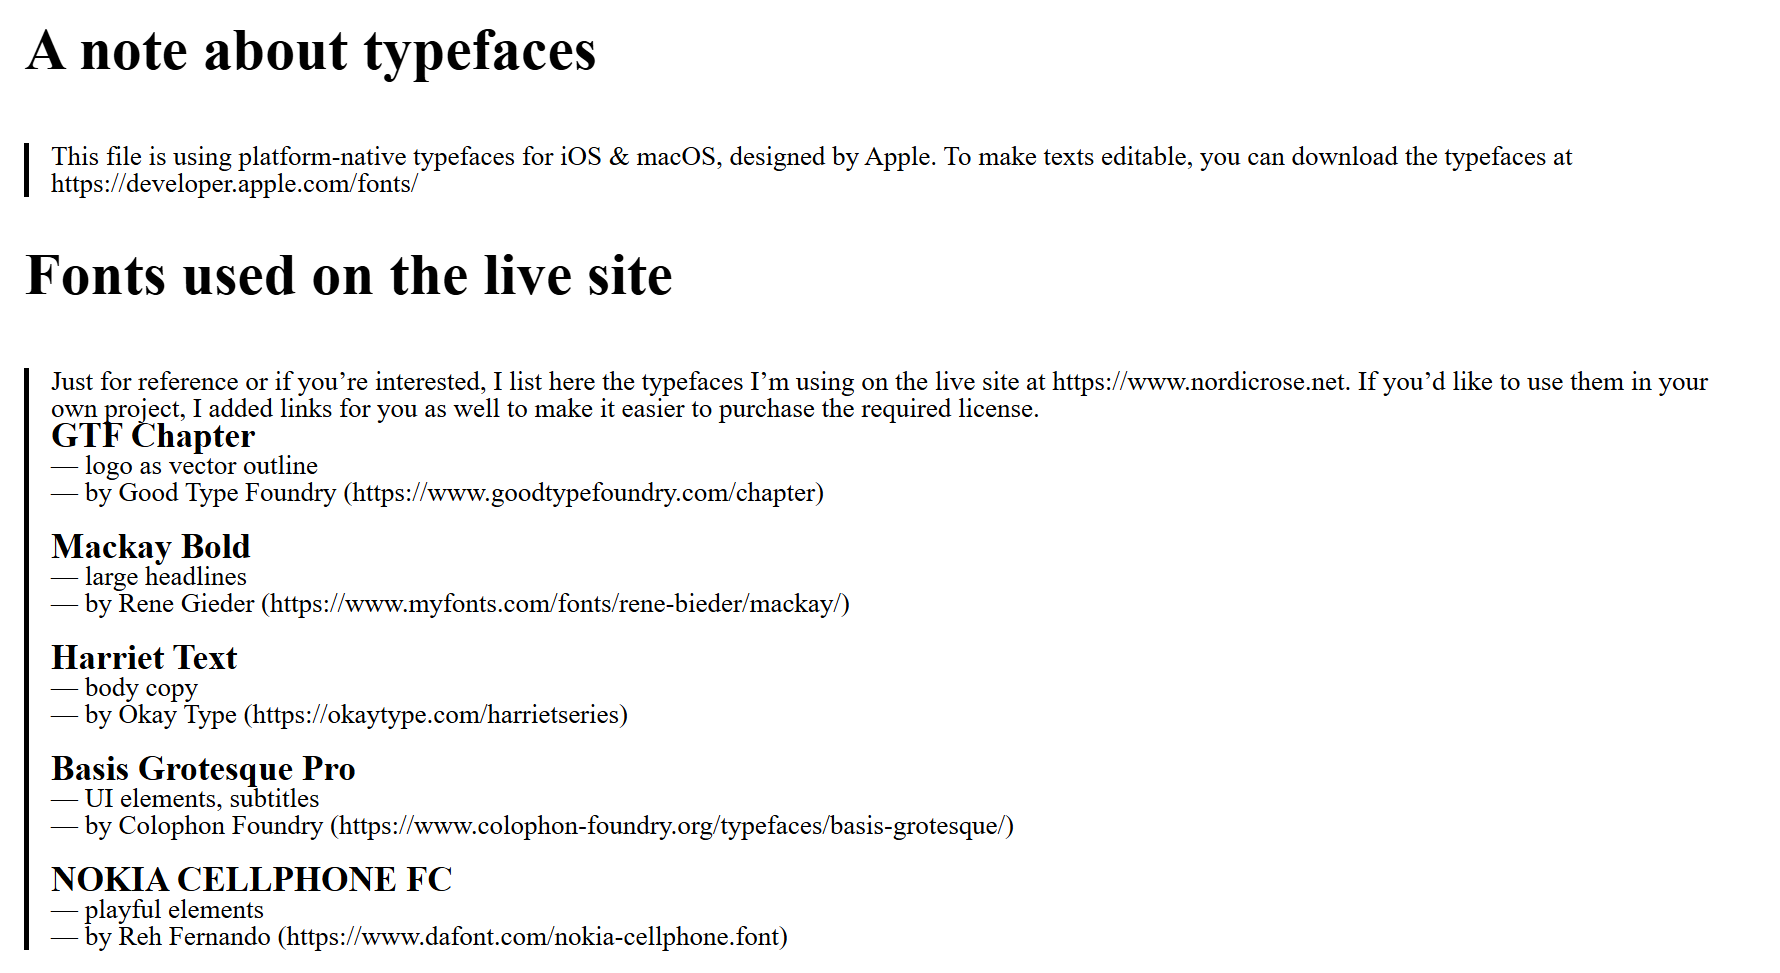 A note about typefaces
This file is using platform-native typefaces for iOS & macOS, designed by Apple. To make texts editable, you can download the typefaces at
https://developer.apple.com/fonts/
Fonts used on the live site
Just for reference or if you’re interested, I list here the typefaces I’m using on the live site at https://www.nordicrose.net. If you’d like to use them in your
own project, I added links for you as well to make it easier to purchase the required license.
GTF Chapter
— logo as vector outline
— by Good Type Foundry (https://www.goodtypefoundry.com/chapter)
Mackay Bold
— large headlines
— by Rene Gieder (https://www.myfonts.com/fonts/rene-bieder/mackay/)
Harriet Text
— body copy
— by Okay Type (https://okaytype.com/harrietseries)
Basis Grotesque Pro
— UI elements, subtitles
— by Colophon Foundry (https://www.colophon-foundry.org/typefaces/basis-grotesque/)
NOKIA CELLPHONE FC
— playful elements
— by Reh Fernando (https://www.dafont.com/nokia-cellphone.font)